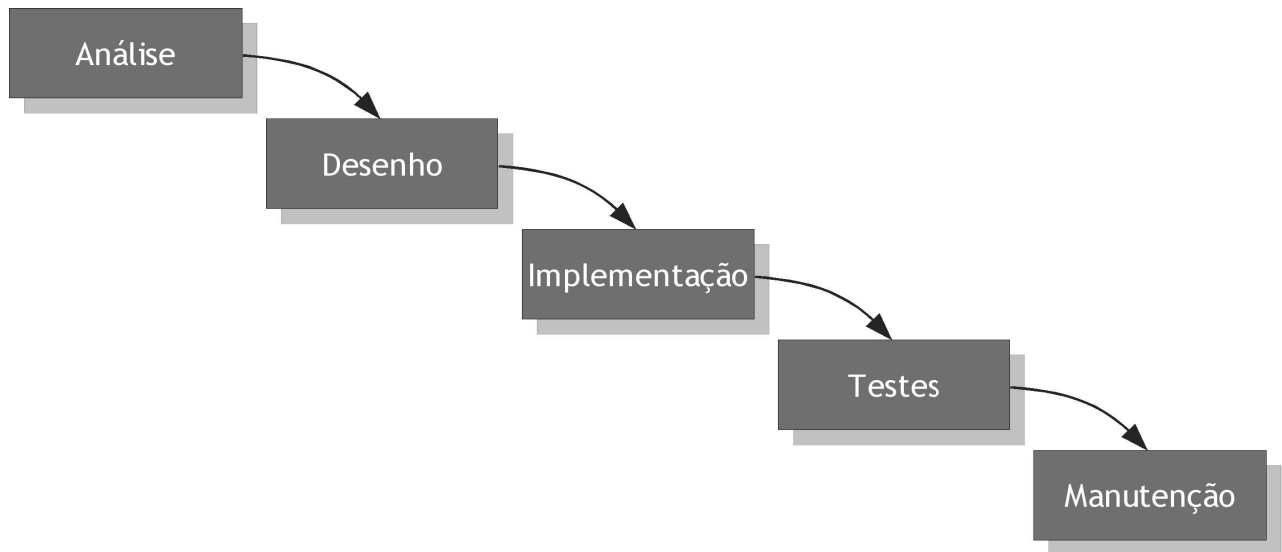 Análise
Desenho
Implementação
Testes
Manutenção